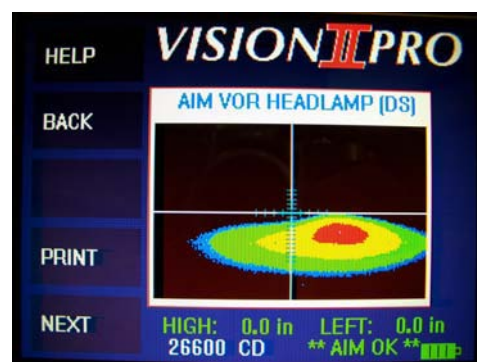 HELP
VISION II PRO
AIM VOR HEADLAMP (DS)
BACK
PRINT
NEXT
HIGH: 0.0 in LEFT: 0.0 in
26600 CD ** AIM OK **